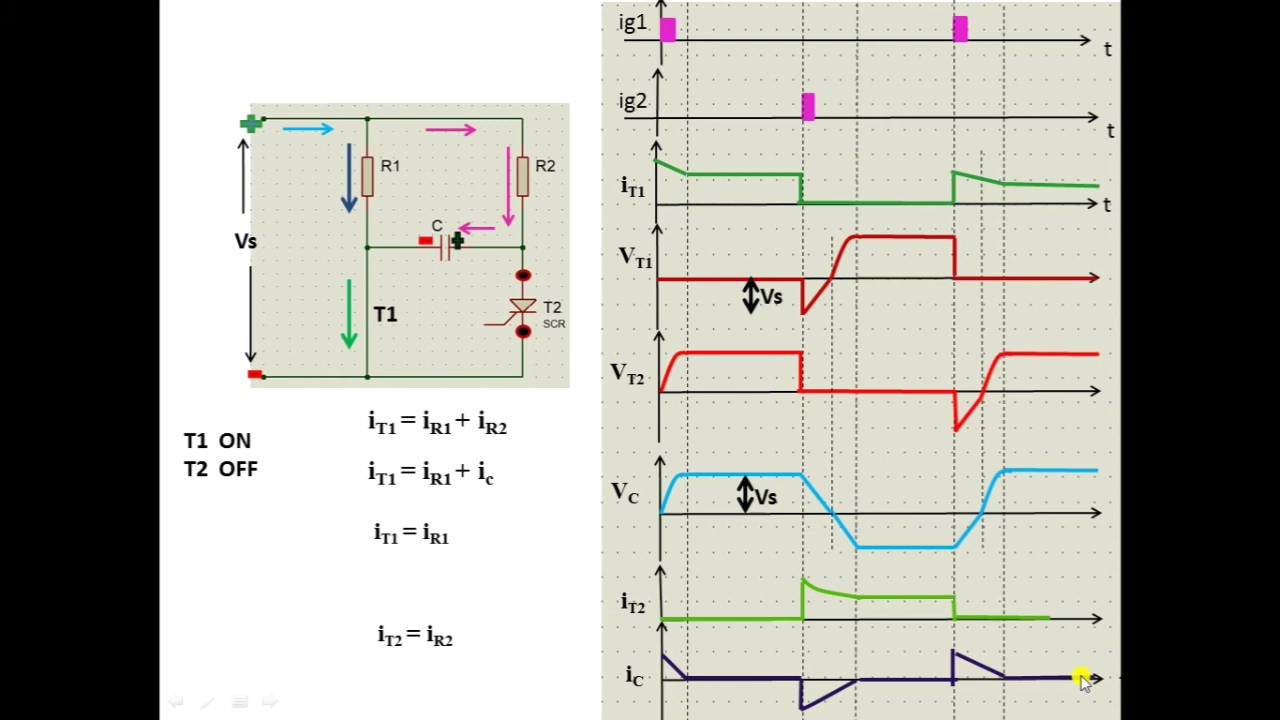 R1
R2
C
Vs
T1
T2
SCR
iT1 = iR1 + iR2
T1 ON
T2 OFF
iT1 = iR1 + ic
iT1 = iR1
iT2 = iR2
ig1
t
ig2
t
iT1
t
VT1
Vs
VT2
VC
Vs
iT2
iC